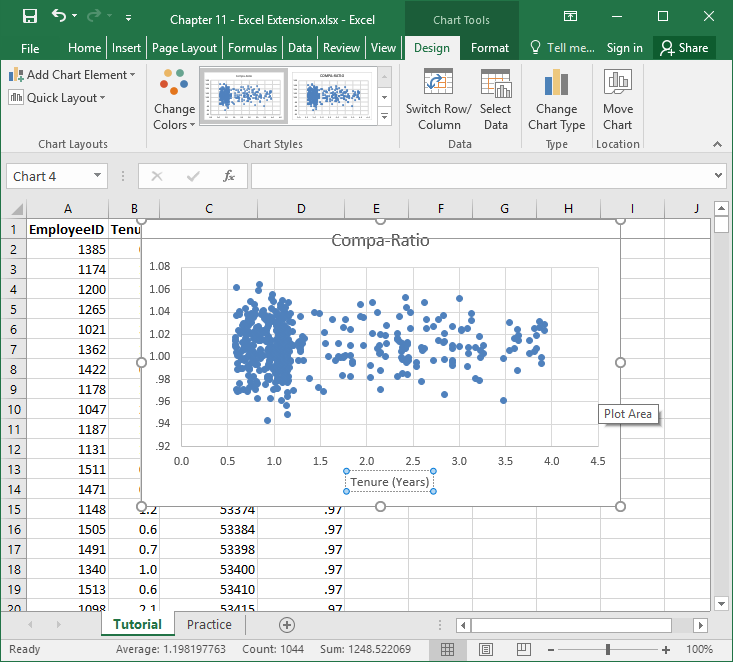 Chapter 11 - Excel Extension.xlsx - Excel
Chart Tools
File Home Insert Page Layout Formulas Data Review View Design Format Tell me... Sign in Share
Add Chart Element
Quick Layout
Change Colors
Switch Row/ Column
Select Data
Change Chart Type
Move Chart
Chart Layouts Chart Styles Data Type Location
Chart 4 fx
A B C D E F G H I J
1 EmployeeID Tenu
2 1385
3 1174
4 1200
5 1265
6 1021
7 1362
8 1422
9 1178
10 1047
11 1187
12 1131
13 1511
14 1471
15 1148 1.2 53374 .97
16 1505 0.6 53384 .97
17 1491 0.7 53398 .97
18 1340 1.0 53400 .97
19 1513 0.6 53410 .97
20 1098 2.1 53415 .97
Compa-Ratio
1.08
1.06
1.04
1.02
1.00
.98
.96
.94
.92
0.0 0.5 1.0 1.5 2.0 2.5 3.0 3.5 4.0 4.5
Tenure (Years)
Plot Area
Tutorial Practice
Ready Average: 1.198197763 Count: 1044 Sum: 1248.522069 100%